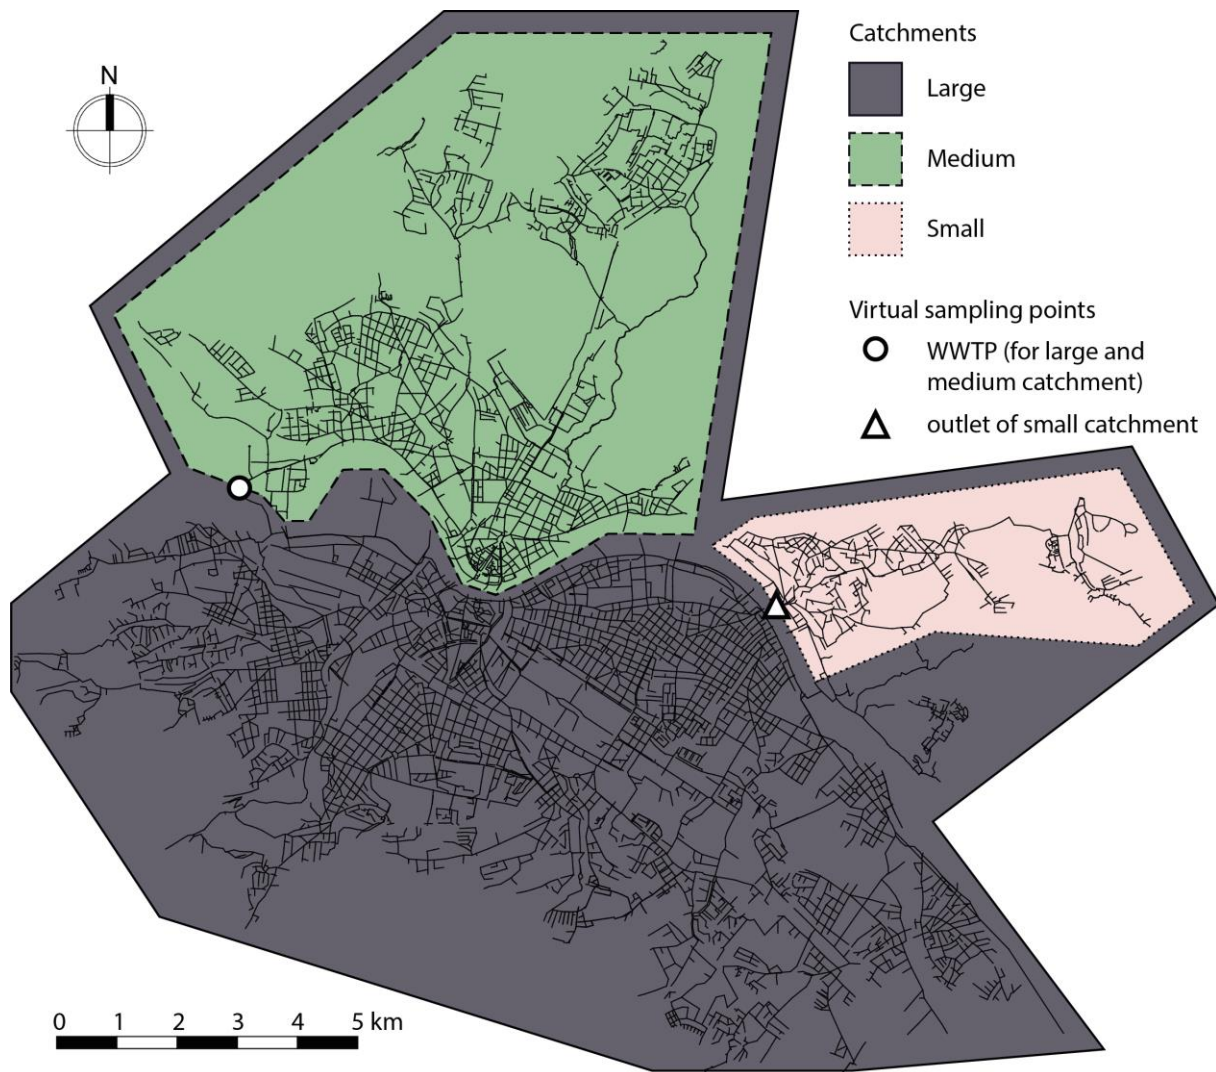 N
Catchments
Large
Medium
Small
Virtual sampling points
WWTP (for large and
medium catchment)
outlet of small catchment
0 1 2 3 4 5 km